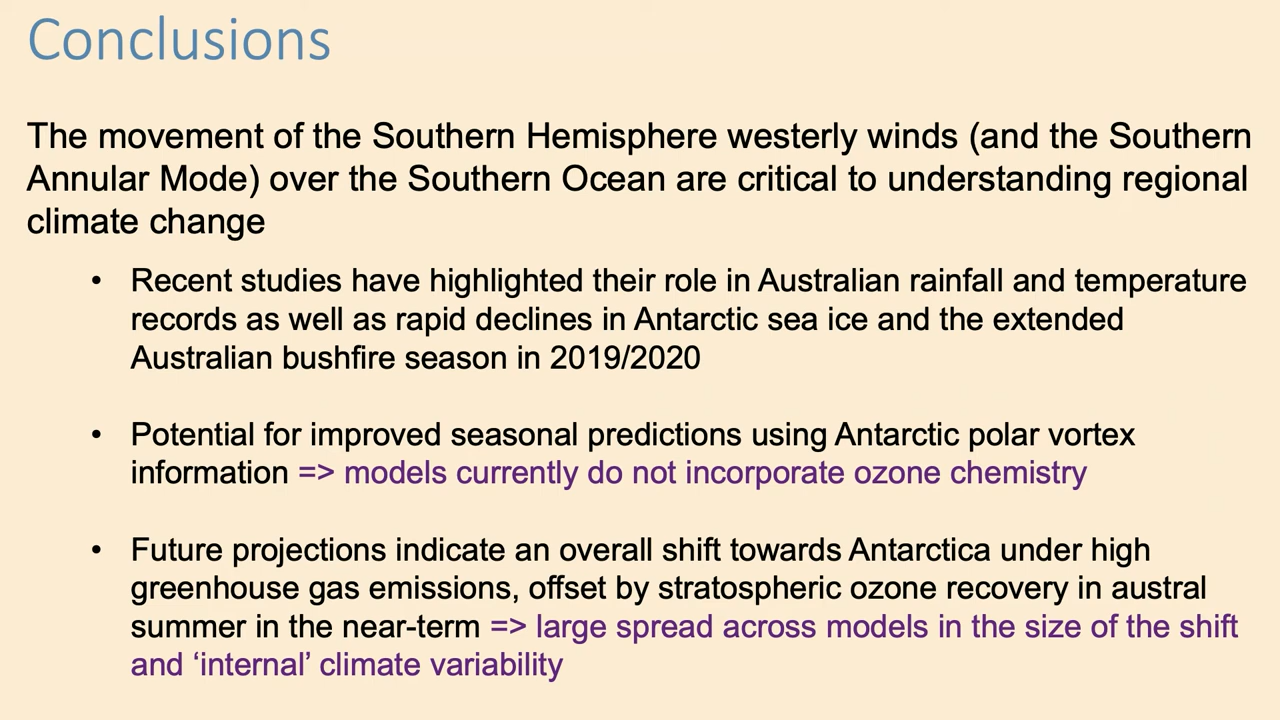 Conclusions
The movement of the Southern Hemisphere westerly winds (and the Southern
Annular Mode) over the Southern Ocean are critical to understanding regional
climate change
• Recent studies have highlighted their role in Australian rainfall and temperature
records as well as rapid declines in Antarctic sea ice and the extended
Australian bushfire season in 2019/2020
• Potential for improved seasonal predictions using Antarctic polar vortex
information => models currently do not incorporate ozone chemistry
• Future projections indicate an overall shift towards Antarctica under high
greenhouse gas emissions, offset by stratospheric ozone recovery in austral
summer in the near-term => large spread across models in the size of the shift
and ‘internal’ climate variability